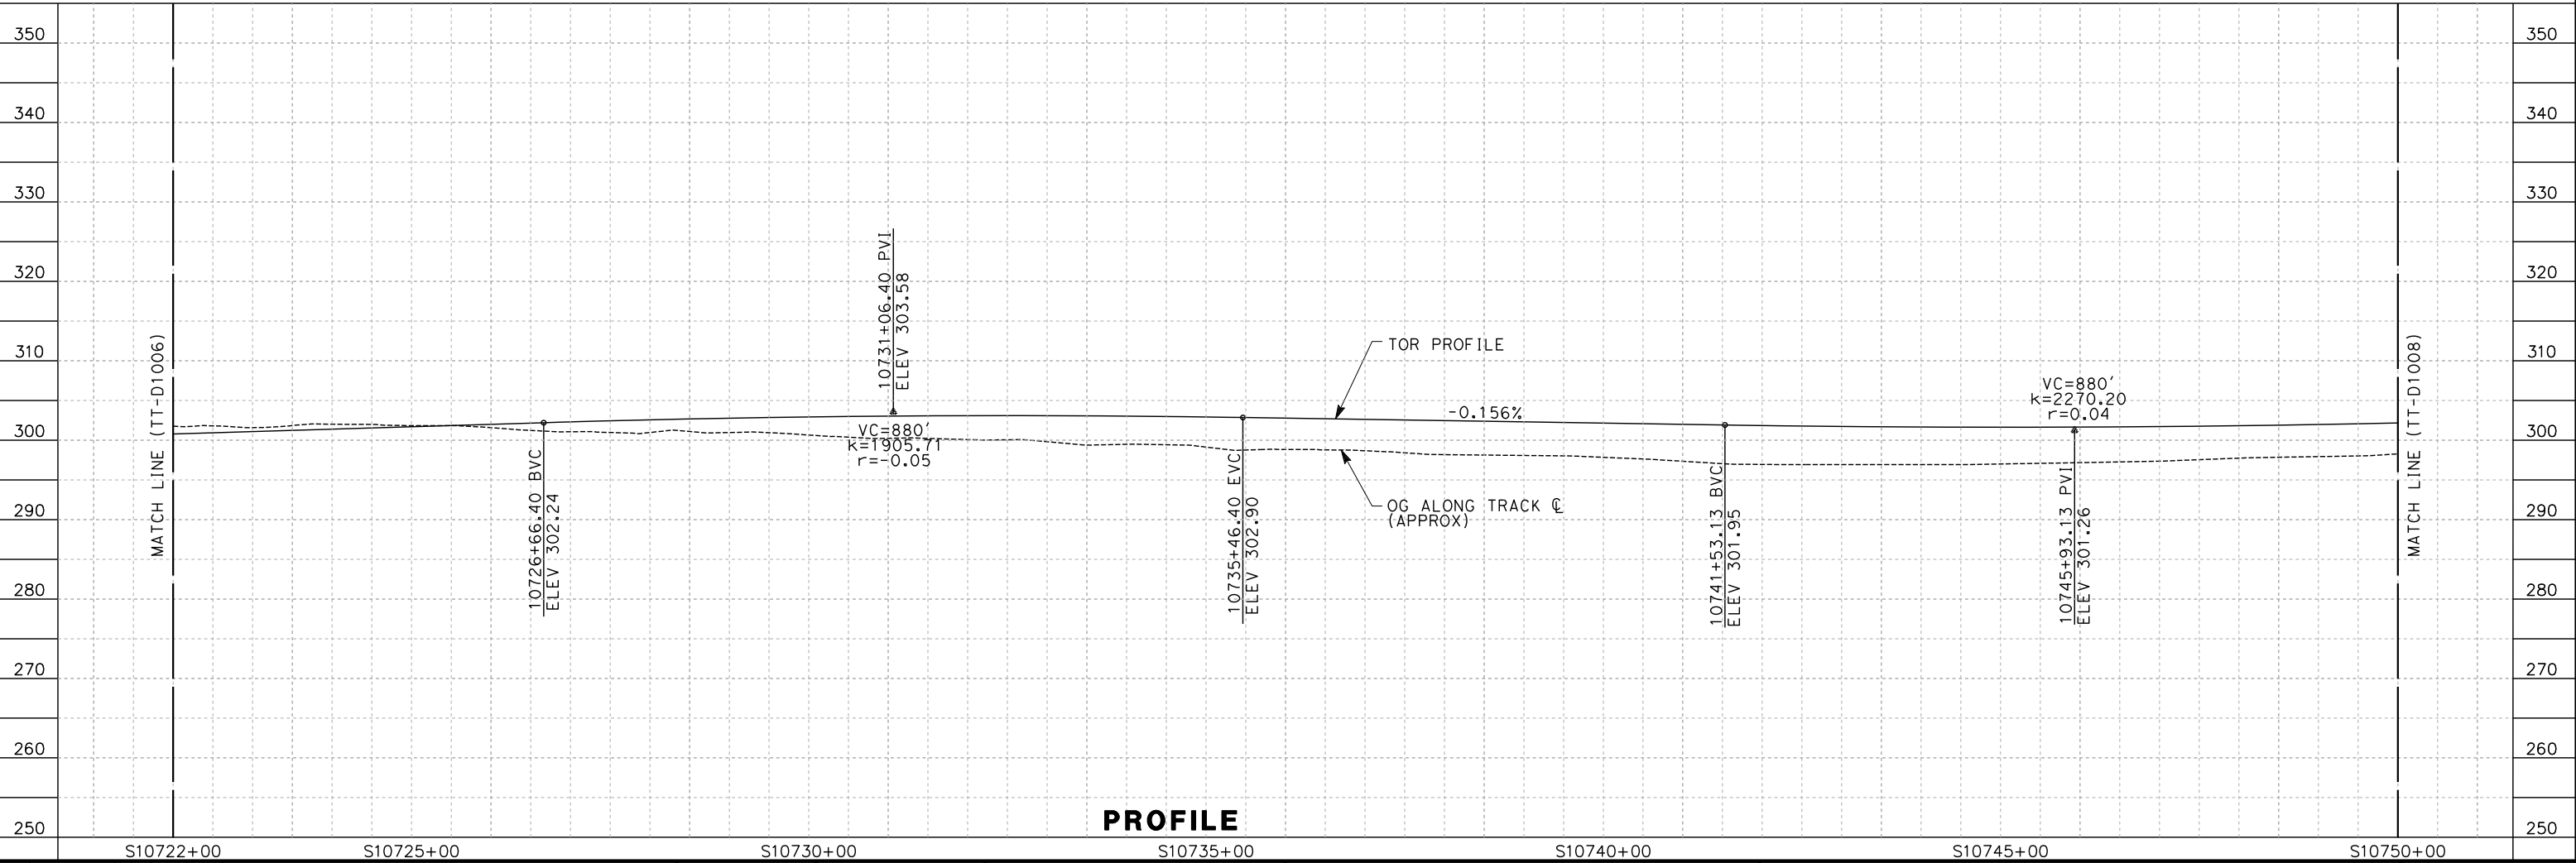 350
350
340
340
330
330
320
320
310
310
300
300
290
290
280
280
270
270
260
260
250
250
MATCH LINE (TT-D1006)
10726+66.40 BVC
ELEV 302.24
10731+06.40 PVI
ELEV 303.58
VC=880'
k=1905.71
r=-0.05
10735+46.40 EVC
ELEV 302.90
TOR PROFILE
-0.156%
OG ALONG TRACK ℄
(APPROX)
10741+53.13 BVC
ELEV 301.95
VC=880'
k=2270.20
r=0.04
10745+93.13 PVI
ELEV 301.26
MATCH LINE (TT-D1008)
PROFILE
S10722+00
S10725+00
S10730+00
S10735+00
S10740+00
S10745+00
S10750+00